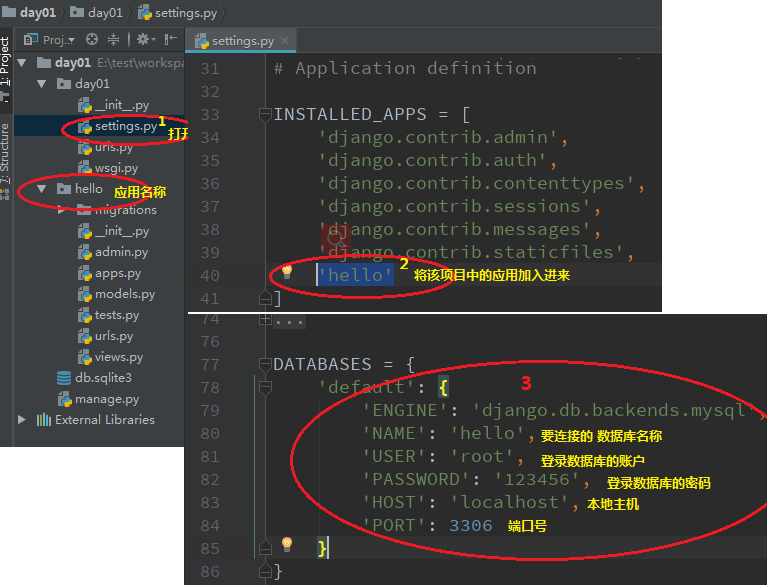 day01 day01 settings.py
Proj..
settings.py
1: Project
7: Structure
day01 E:\test\workspa
day01
__init__.py
settings.py 1 打开
urls.py
wsgi.py
hello 应用名称
migrations
__init__.py
admin.py
apps.py
models.py
tests.py
urls.py
views.py
db.sqlite3
manage.py
External Libraries
31 # Application definition
32
33 INSTALLED_APPS = [
34 'django.contrib.admin',
35 'django.contrib.auth',
36 'django.contrib.contenttypes',
37 'django.contrib.sessions',
38 'django.contrib.messages',
39 'django.contrib.staticfiles',
40 'hello' 2 将该项目中的应用加入进来
41 ]
74 ...
76
77 DATABASES = {
78 'default': { 3
79 'ENGINE': 'django.db.backends.mysql',
80 'NAME': 'hello', 要连接的 数据库名称
81 'USER': 'root', 登录数据库的账户
82 'PASSWORD': '123456', 登录数据库的密码
83 'HOST': 'localhost', 本地主机
84 'PORT': 3306 端口号
85 }
86 }